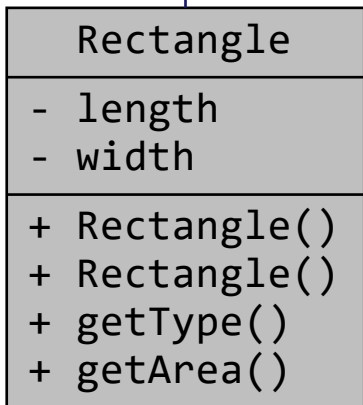 Rectangle
- length
- width
+ Rectangle()
+ Rectangle()
+ getType()
+ getArea()